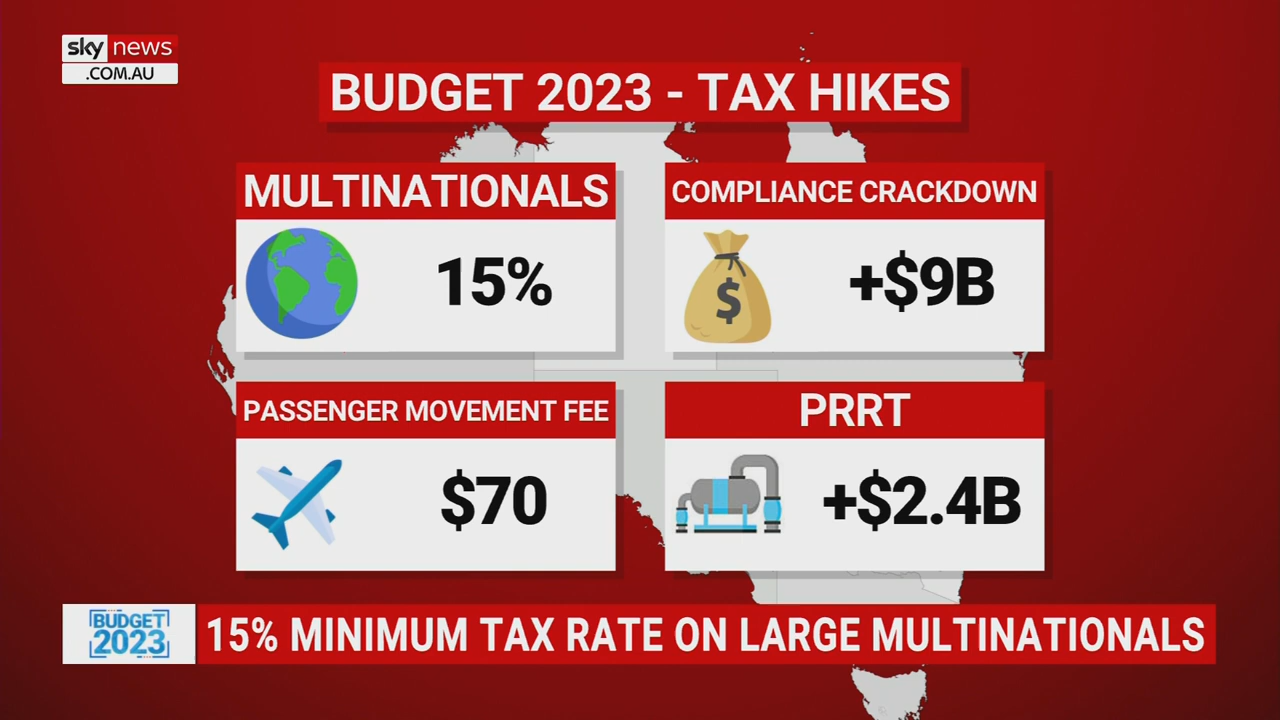 sky news
.COM.AU
BUDGET 2023 - TAX HIKES
MULTINATIONALS
15%
COMPLIANCE CRACKDOWN
$
+$9B
PASSENGER MOVEMENT FEE
$70
PRRT
+$2.4B
BUDGET
2023
15% MINIMUM TAX RATE ON LARGE MULTINATIONALS